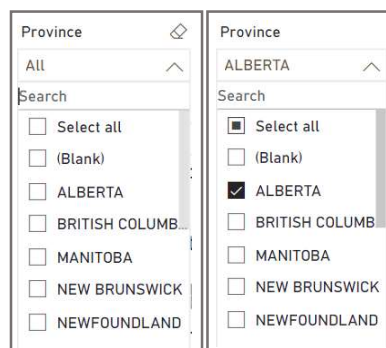 Province
All
Search
Select all
(Blank)
ALBERTA
BRITISH COLUMB...
MANITOBA
NEW BRUNSWICK
NEWFOUNDLAND
Province
ALBERTA
Search
Select all
(Blank)
ALBERTA
BRITISH COLUMB
MANITOBA
NEW BRUNSWICK
NEWFOUNDLAND